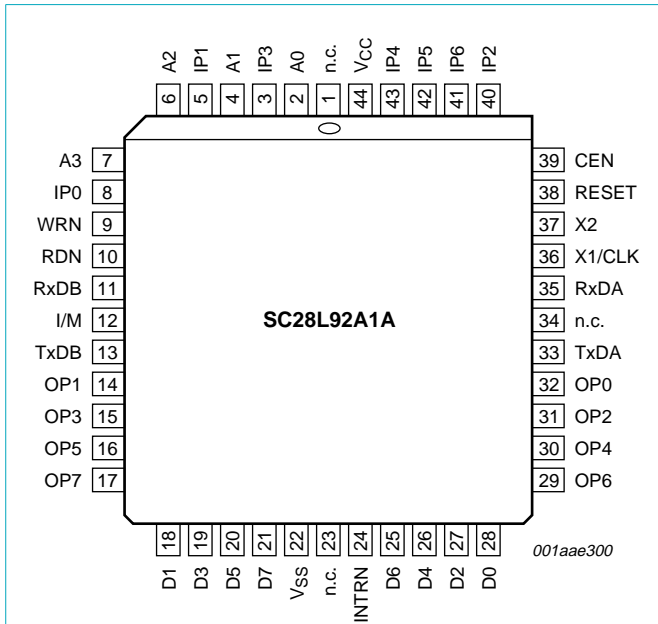 A2 IP1 A1 IP3 A0 n.c. VCC IP4 IP5 IP6 IP2
6 5 4 3 2 1 44 43 42 41 40
A3 7
IP0 8
WRN 9
RDN 10
RxDB 11
I/M 12
TxDB 13
OP1 14
OP3 15
OP5 16
OP7 17
SC28L92A1A
39 CEN
38 RESET
37 X2
36 X1/CLK
35 RxDA
34 n.c.
33 TxDA
32 OP0
31 OP2
30 OP4
29 OP6
18 19 20 21 22 23 24 25 26 27 28
D1 D3 D5 D7 VSS n.c. INTRN D6 D4 D2 D0
001aae300